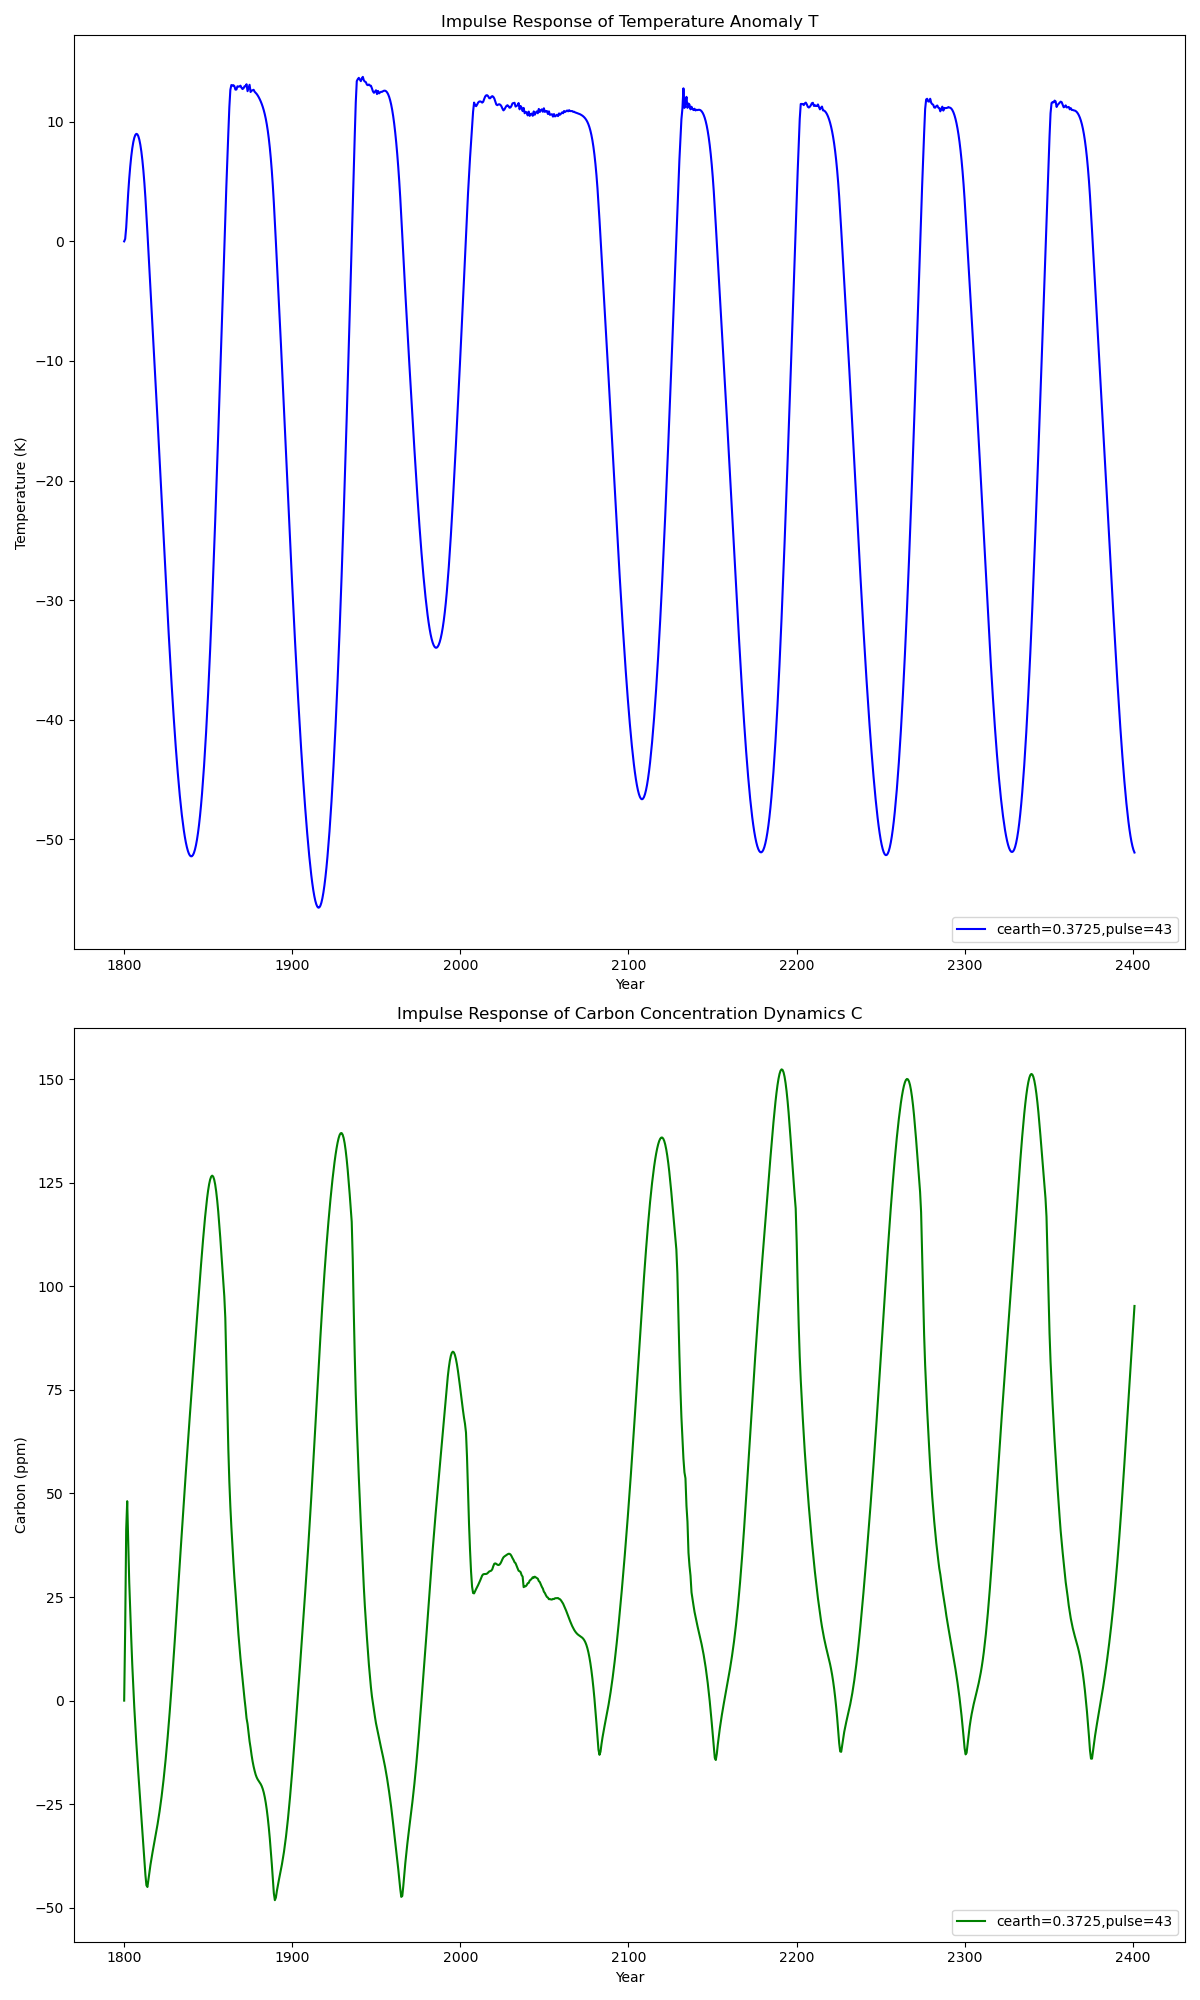 Impulse Response of Temperature Anomaly T
10
0
−10
−20
−30
−40
−50
Temperature (K)
1800 1900 2000 2100 2200 2300 2400
Year
cearth=0.3725,pulse=43
Impulse Response of Carbon Concentration Dynamics C
150
125
100
75
50
25
0
−25
−50
Carbon (ppm)
1800 1900 2000 2100 2200 2300 2400
Year
cearth=0.3725,pulse=43